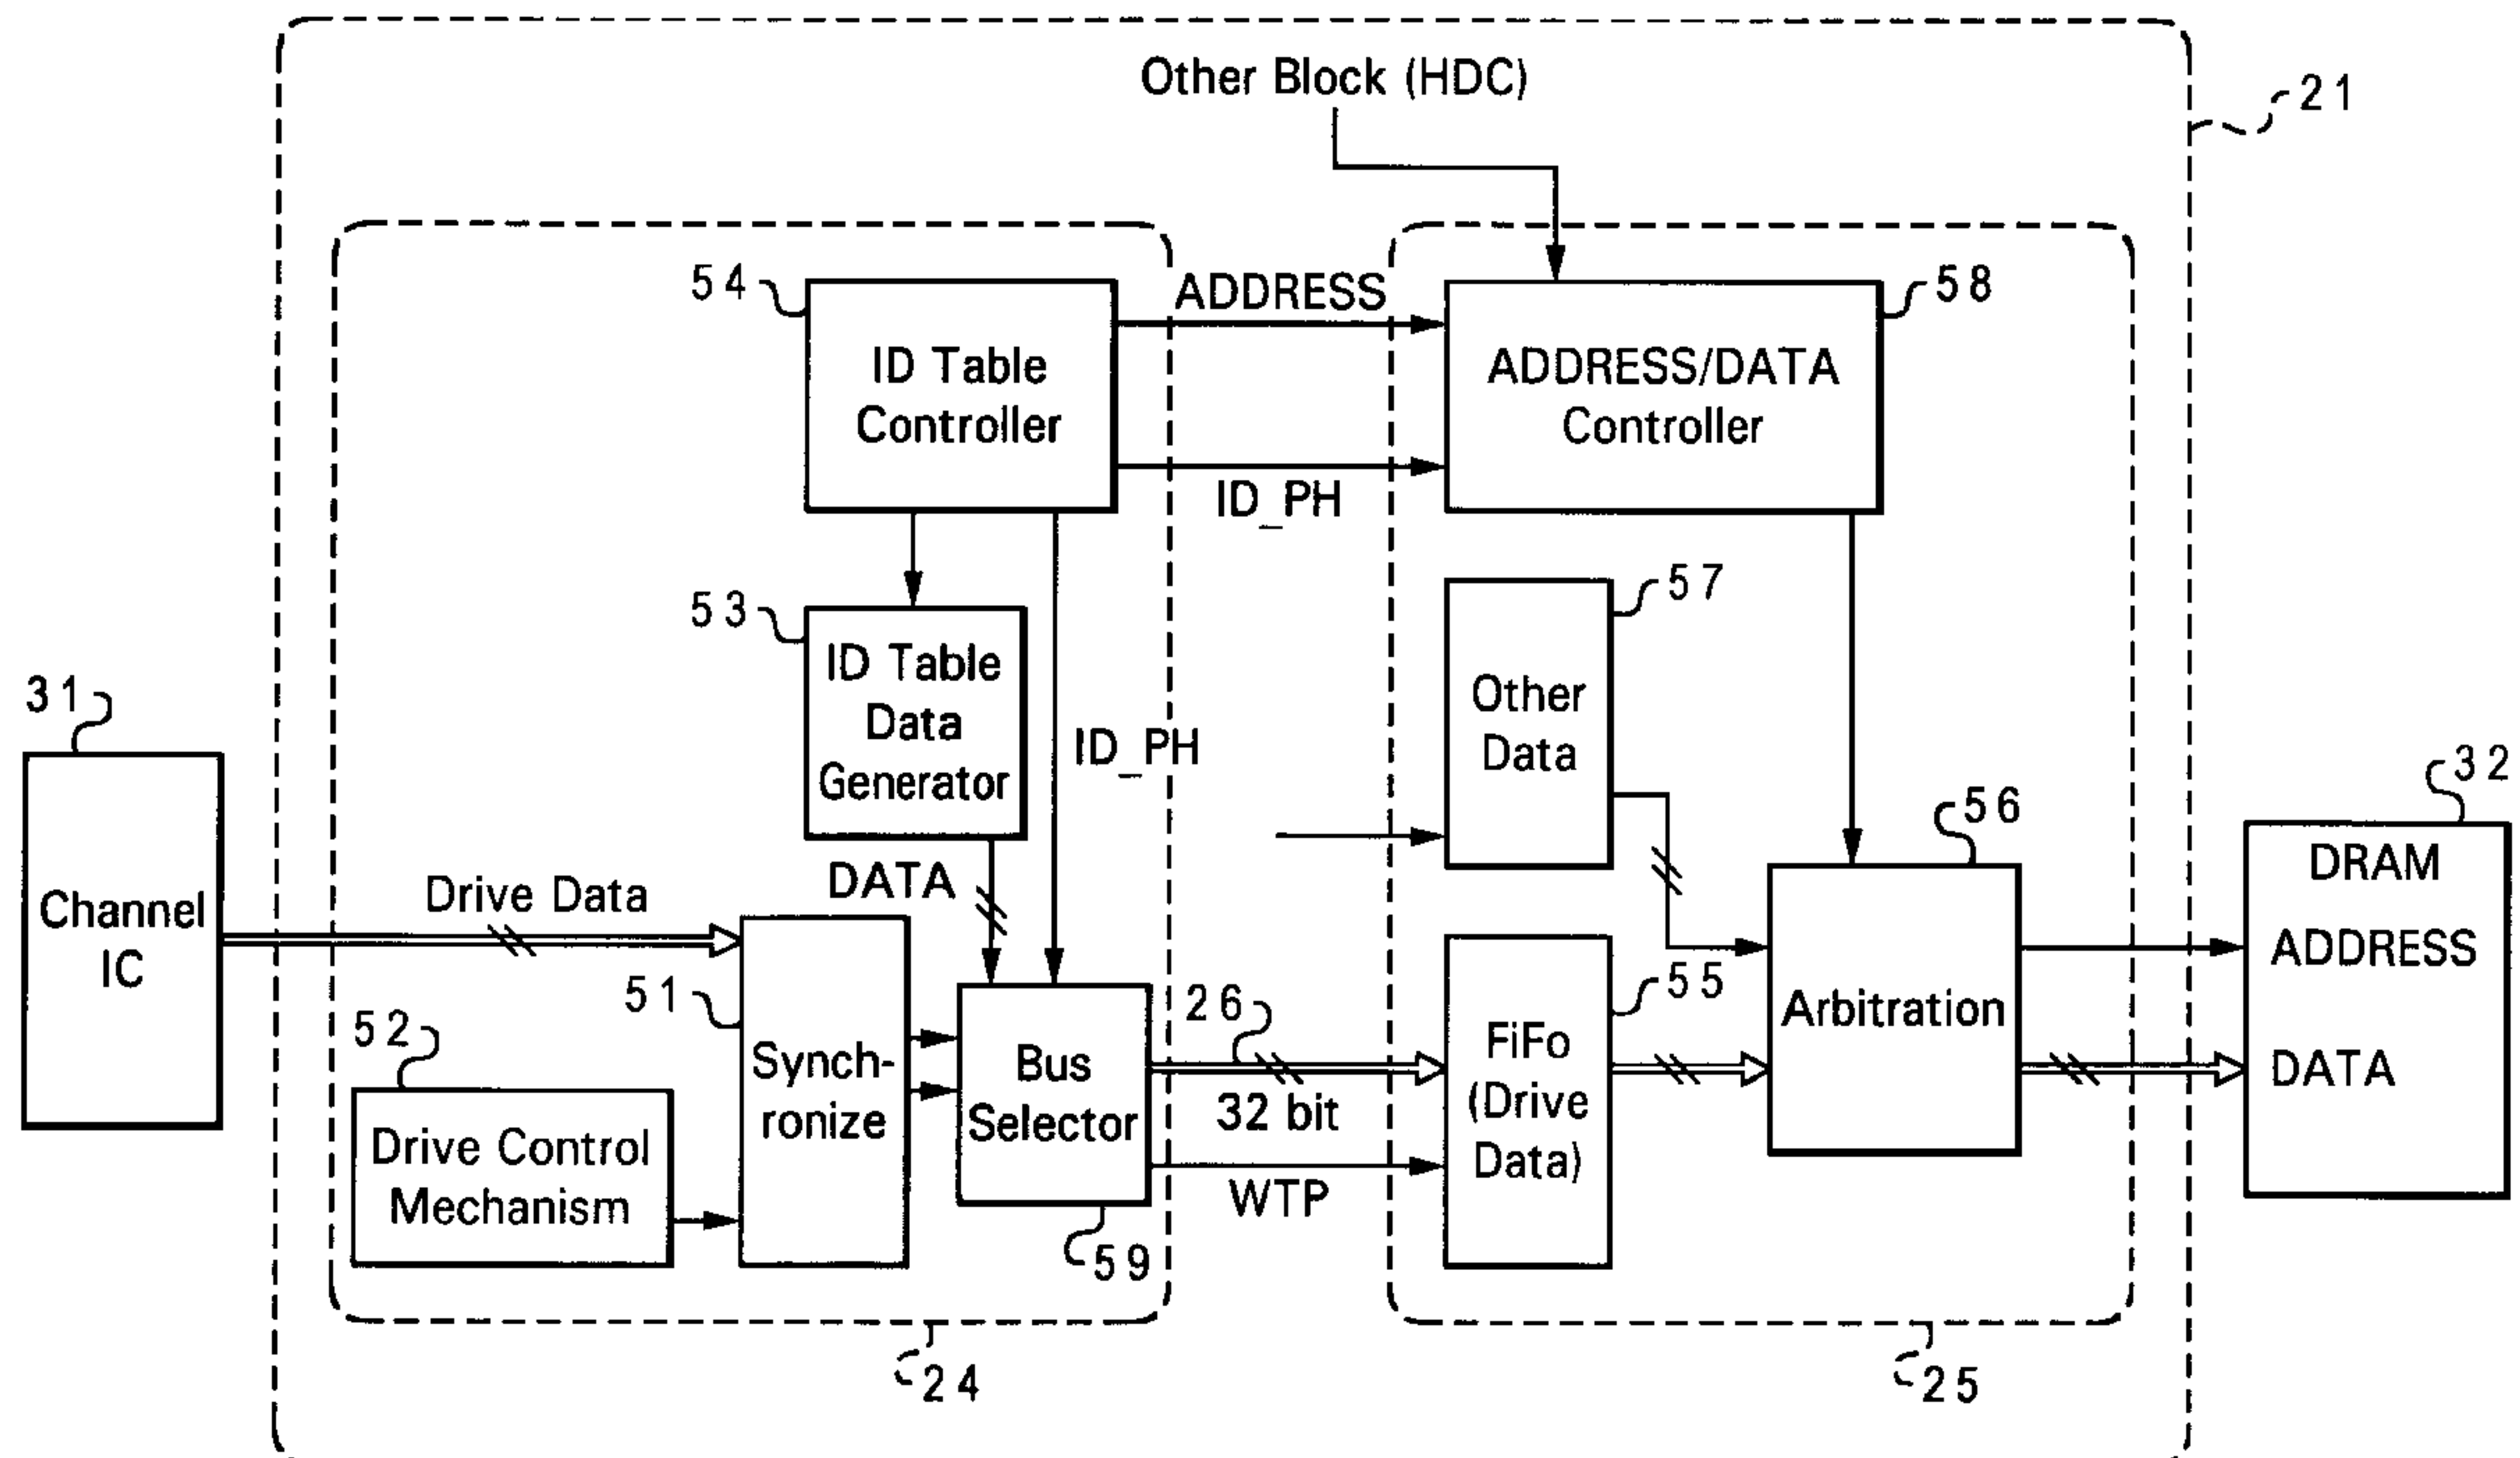 Other Block (HDC)
21
54
ADDRESS
58
ID Table
Controller
ADDRESS/DATA
Controller
ID_PH
53
57
ID Table
Data
Generator
31
Other
Data
ID_PH
32
56
DRAM
DATA
Drive Data
Channel
IC
ADDRESS
51
26
55
Arbitration
52
Synch-
ronize
Bus
Selector
FiFo
(Drive
Data)
DATA
32 bit
Drive Control
Mechanism
WTP
59
24
25